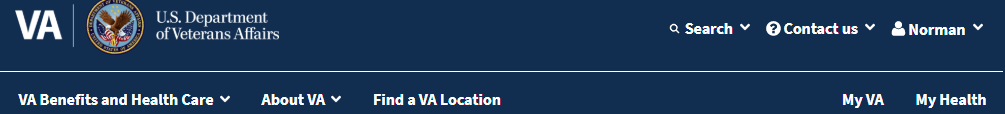 VA
U.S. Department
of Veterans Affairs
Search
Contact us
Norman
VA Benefits and Health Care
About VA
Find a VA Location
My VA
My Health